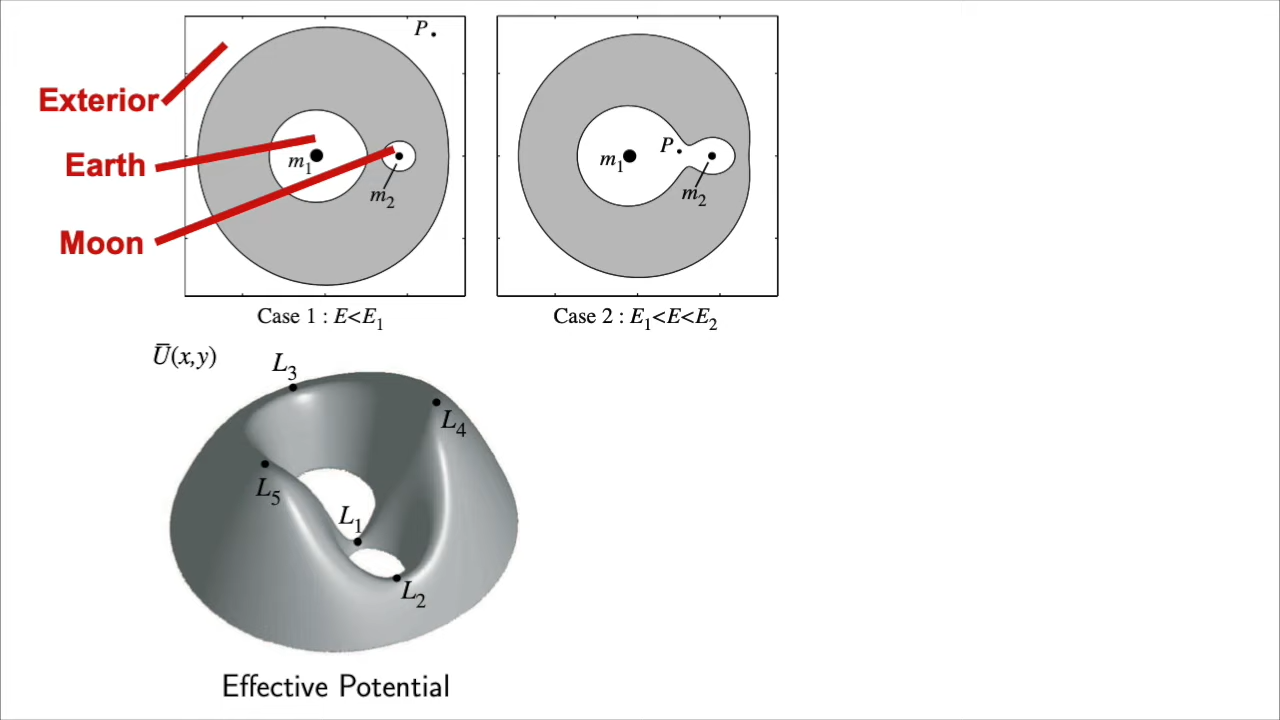 P
Exterior
Earth
Moon
m1
m2
Case 1 : E<E1
P
m1
m2
Case 2 : E1<E<E2
Ū(x,y)
L3
L4
L5
L1
L2
Effective Potential